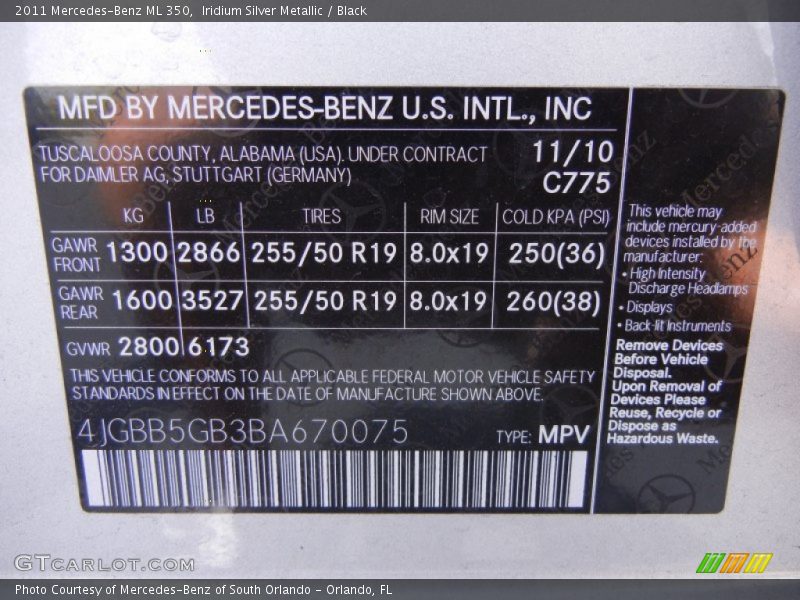 2011 Mercedes-Benz ML 350, Iridium Silver Metallic / Black
MFD BY MERCEDES-BENZ U.S. INTL., INC
TUSCALOOSA COUNTY, ALABAMA (USA). UNDER CONTRACT 11/10
FOR DAIMLER AG, STUTTGART (GERMANY) C775
KG LB TIRES RIM SIZE COLD KPA (PSI)
GAWR FRONT 1300 2866 255/50 R19 8.0x19 250(36)
GAWR REAR 1600 3527 255/50 R19 8.0x19 260(38)
GVWR 2800 6173
THIS VEHICLE CONFORMS TO ALL APPLICABLE FEDERAL MOTOR VEHICLE SAFETY
STANDARDS IN EFFECT ON THE DATE OF MANUFACTURE SHOWN ABOVE.
4JGBB5GB3BA670075 TYPE: MPV
This vehicle may
include mercury-added
devices installed by the
manufacturer:
• High Intensity
Discharge Headlamps
• Displays
• Back-lit Instruments
Remove Devices
Before Vehicle
Disposal.
Upon Removal of
Devices Please
Reuse, Recycle or
Dispose as
Hazardous Waste.
GTCARLOT.COM
Photo Courtesy of Mercedes-Benz of South Orlando - Orlando, FL